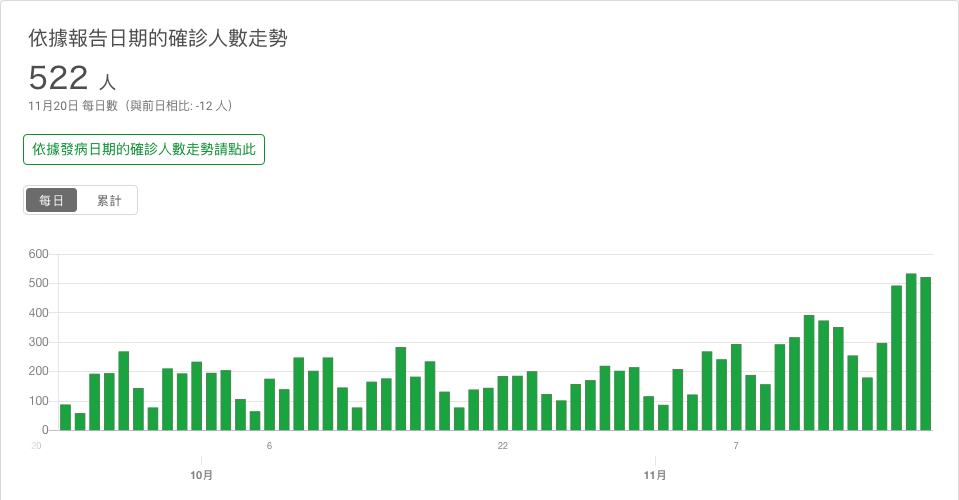 依據報告日期的確診人數走勢
522 人
11月20日 每日數（與前日相比: -12 人）
依據發病日期的確診人數走勢請點此
每日 累計
600
500
400
300
200
100
0
20 6 22 7
10月 11月